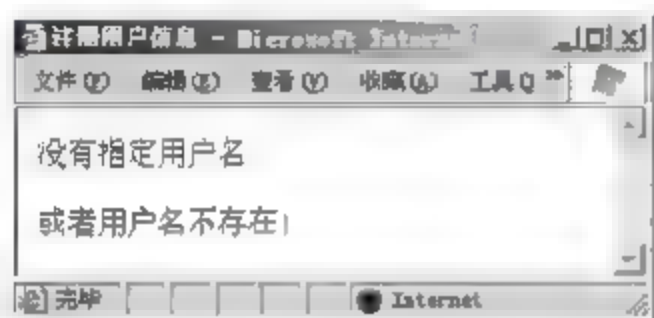 注册用户信息 - Microsoft Intern
文件(F) 编辑(E) 查看(V) 收藏(A) 工具(
没有指定用户名
或者用户名不存在!
完毕 Internet